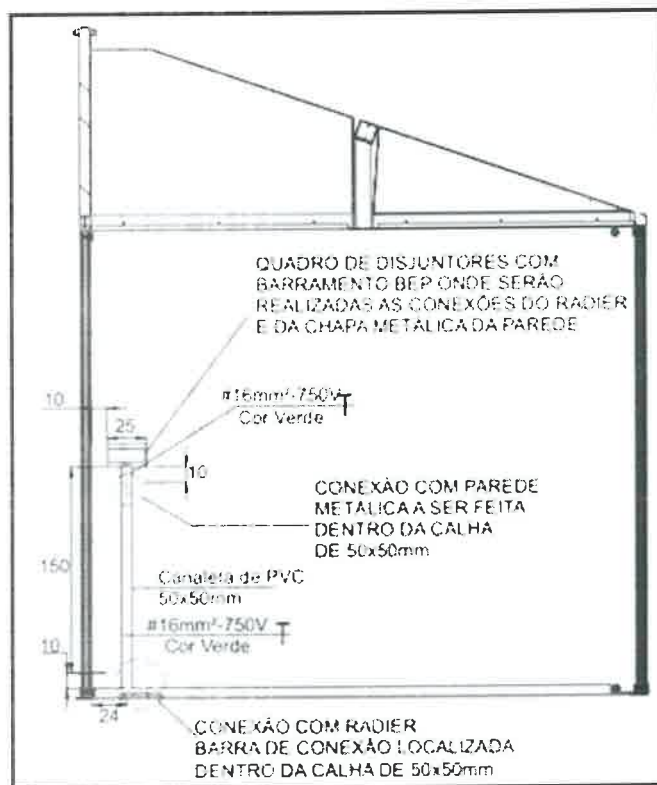 QUADRO DE DISJUNTORES COM
BARRAMENTO BEP ONDE SERÃO
REALIZADAS AS CONEXÕES DO RADIER
E DA CHAPA METÁLICA DA PAREDE
#16mm²-750V
Cor Verde
10
25
10
CONEXÃO COM PAREDE
METÁLICA A SER FEITA
DENTRO DA CALHA
DE 50x50mm
150
Canaleta de PVC
50x50mm
#16mm²-750V
Cor Verde
10
24
CONEXÃO COM RADIER
BARRA DE CONEXÃO LOCALIZADA
DENTRO DA CALHA DE 50x50mm